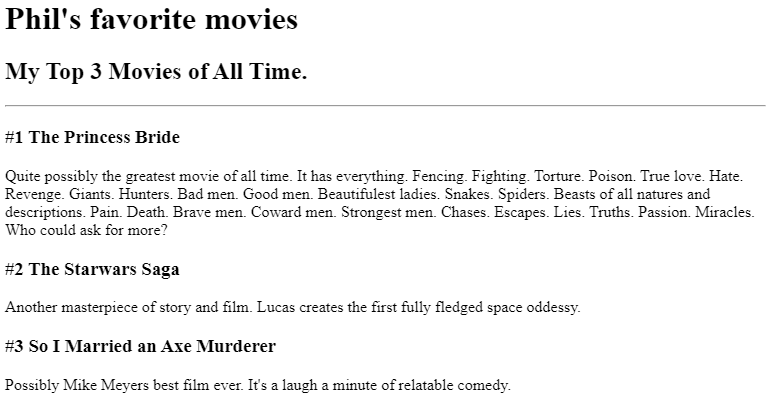 Phil's favorite movies
My Top 3 Movies of All Time.
#1 The Princess Bride
Quite possibly the greatest movie of all time. It has everything. Fencing. Fighting. Torture. Poison. True love. Hate.
Revenge. Giants. Hunters. Bad men. Good men. Beautifulest ladies. Snakes. Spiders. Beasts of all natures and
descriptions. Pain. Death. Brave men. Coward men. Strongest men. Chases. Escapes. Lies. Truths. Passion. Miracles.
Who could ask for more?
#2 The Starwars Saga
Another masterpiece of story and film. Lucas creates the first fully fledged space oddessy.
#3 So I Married an Axe Murderer
Possibly Mike Meyers best film ever. It's a laugh a minute of relatable comedy.